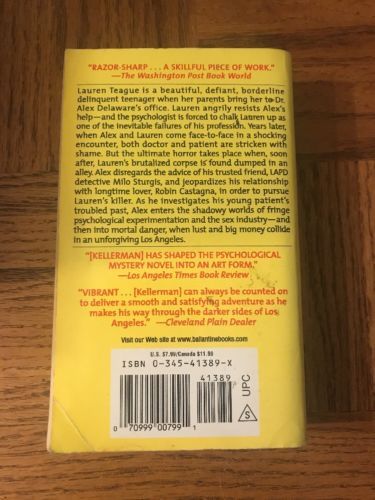 "RAZOR-SHARP . . . A SKILLFUL PIECE OF WORK."
—The Washington Post Book World
Lauren Teague is a beautiful, defiant, borderline
delinquent teenager when her parents bring her to Dr.
Alex Delaware's office. Lauren angrily resists Alex's
help—and the psychologist is forced to chalk Lauren up as
one of the inevitable failures of his profession. Years later,
when Alex and Lauren come face-to-face in a shocking
encounter, both doctor and patient are stricken with
shame. But the ultimate horror takes place when, soon
after, Lauren's brutalized corpse is found dumped in an
alley. Alex disregards the advice of his trusted friend, LAPD
detective Milo Sturgis, and jeopardizes his relationship
with longtime lover, Robin Castagna, in order to pursue
Lauren's killer. As he investigates his young patient's
troubled past, Alex enters the shadowy worlds of fringe
psychological experimentation and the sex industry—and
then into mortal danger, when lust and big money collide
in an unforgiving Los Angeles.
"[KELLERMAN] HAS SHAPED THE PSYCHOLOGICAL
MYSTERY NOVEL INTO AN ART FORM."
—Los Angeles Times Book Review
"VIBRANT . . . [Kellerman] can always be counted on
to deliver a smooth and satisfying adventure as he
makes his way through the darker sides of Los
Angeles." —Cleveland Plain Dealer
Visit our Web site at www.ballantinebooks.com
U.S. $7.99/Canada $11.99
ISBN 0-345-41389-X
41389
UPC
S
0 70999 00799 1